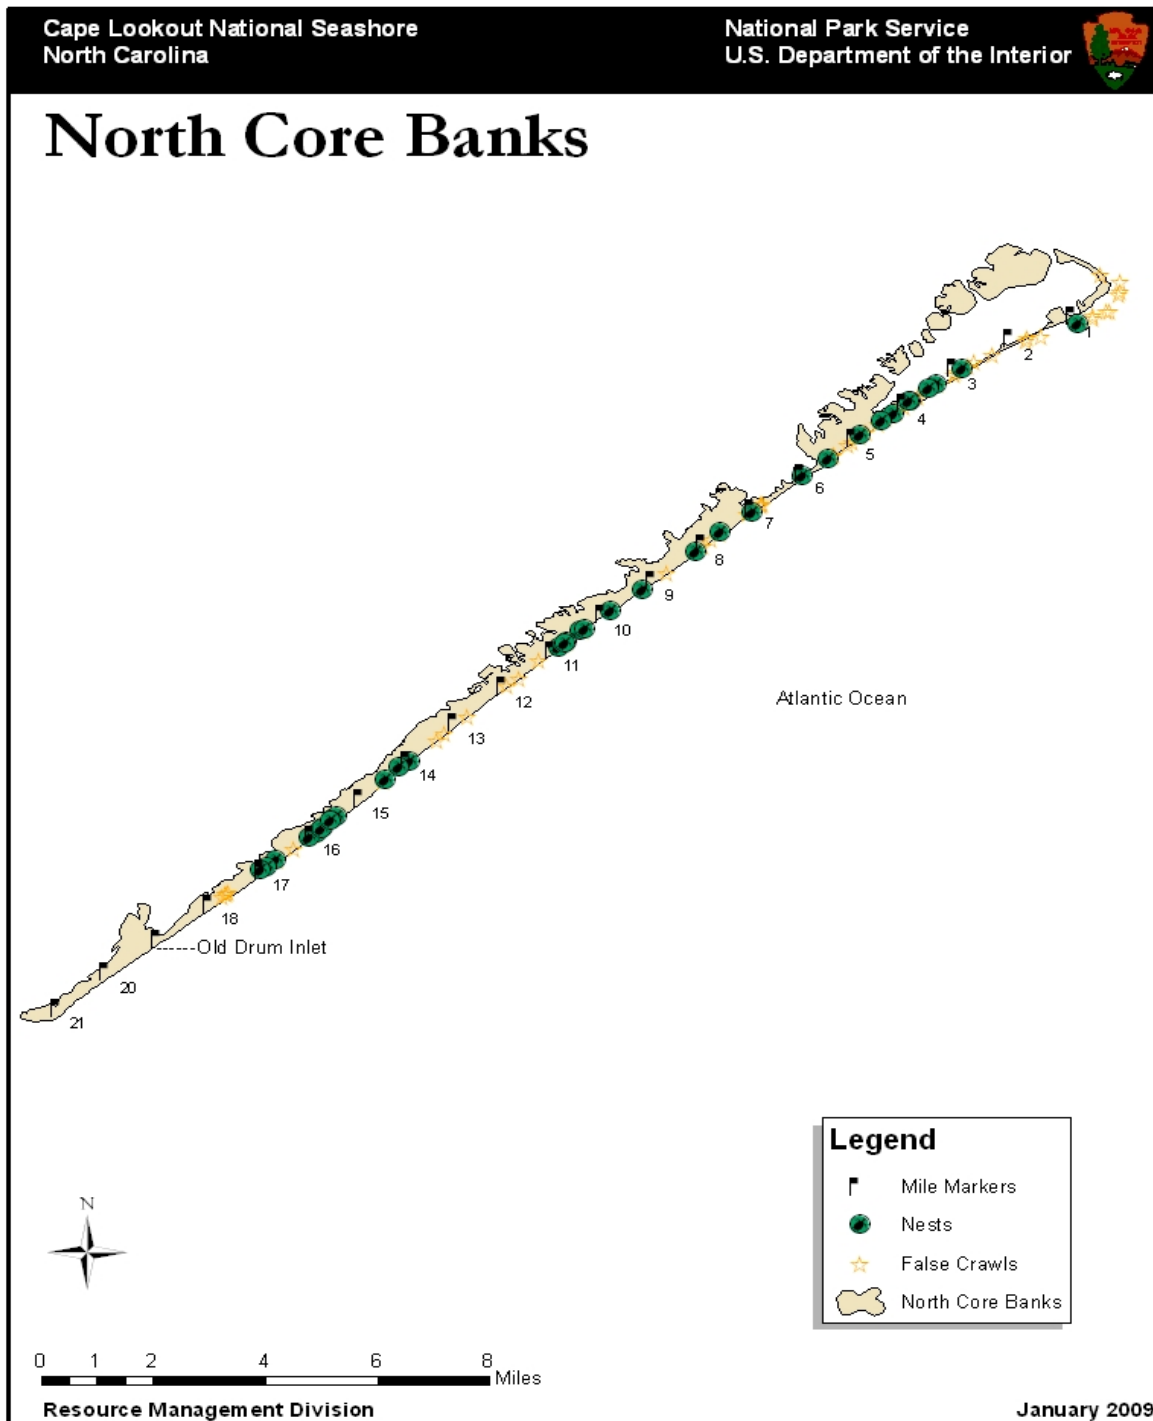 Cape Lookout National Seashore
North Carolina
National Park Service
U.S. Department of the Interior
North Core Banks
1
2
3
4
5
6
7
8
9
10
11
12
13
14
15
16
17
18
Old Drum Inlet
20
21
Atlantic Ocean
Legend
Mile Markers
Nests
False Crawls
North Core Banks
N
0 1 2 4 6 8
Miles
Resource Management Division
January 2009